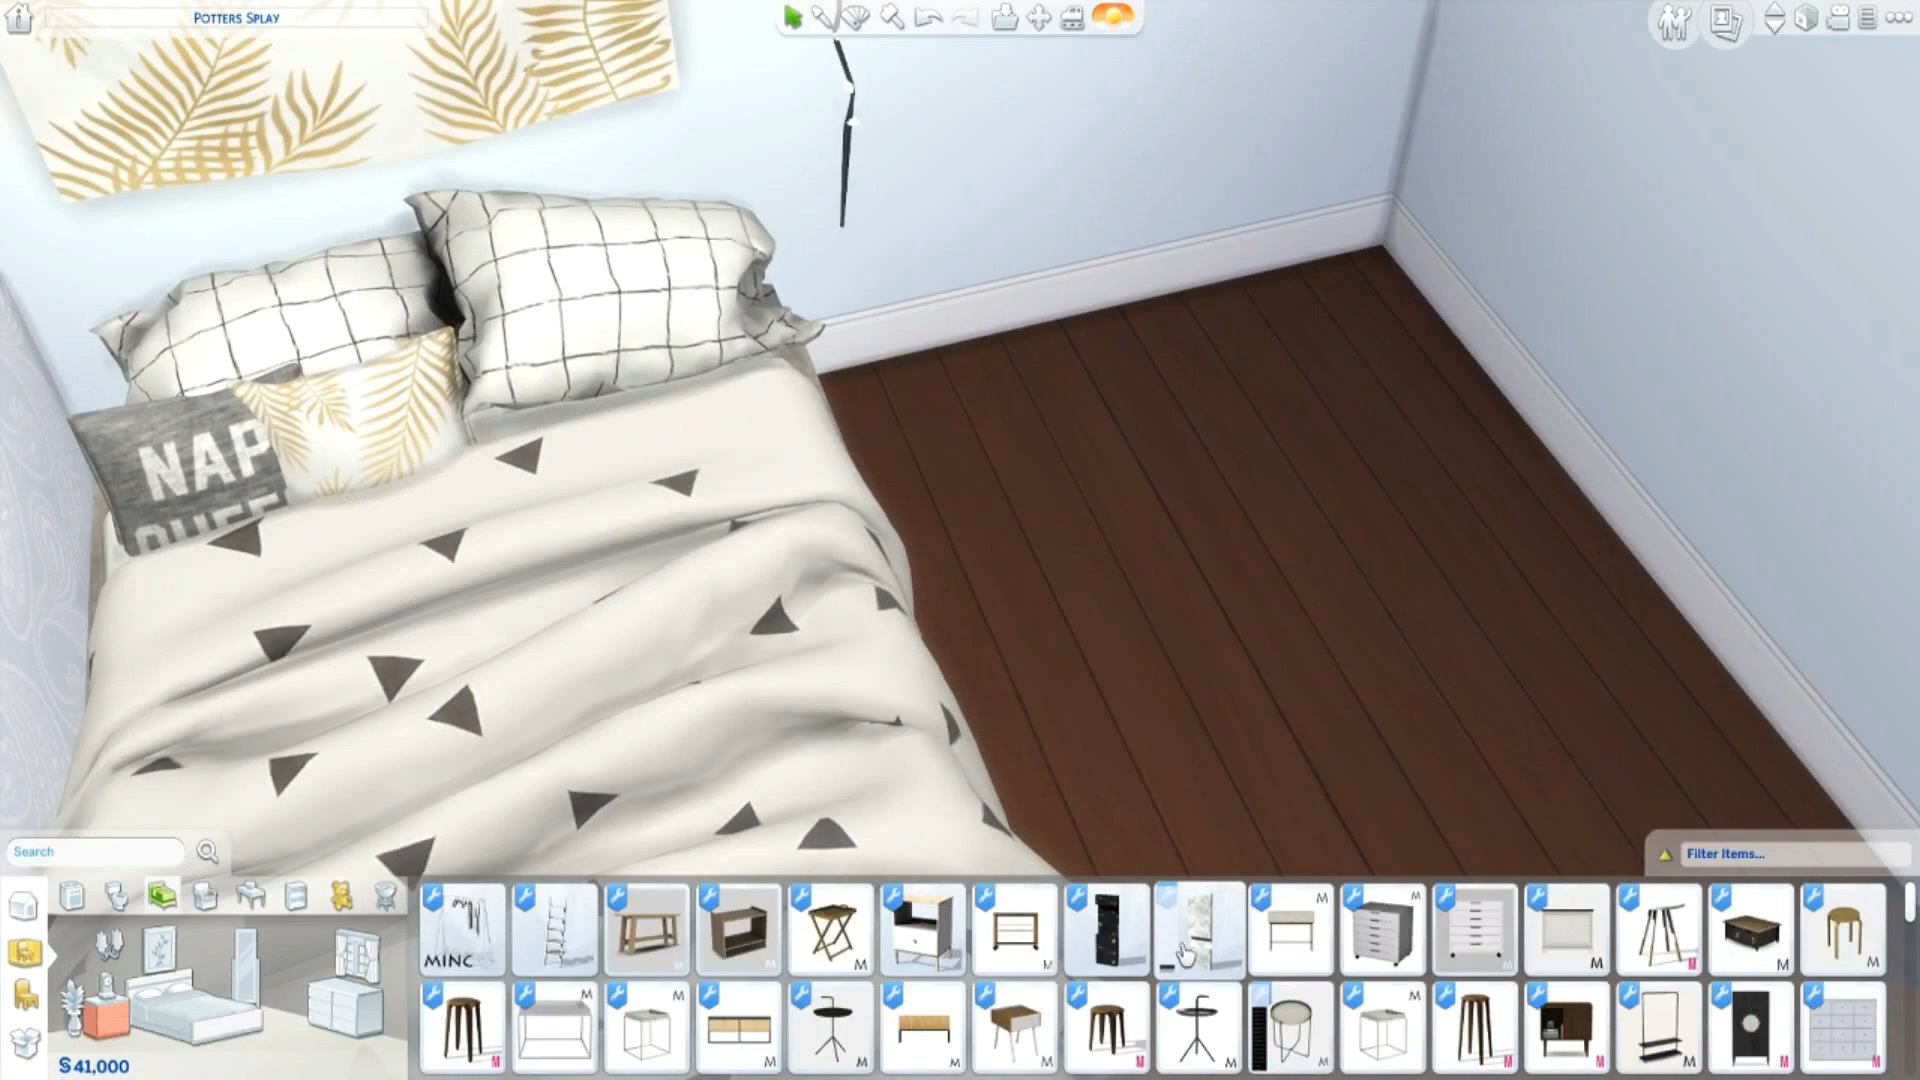 Potters Splay
NAP
Search
Filter Items...
MINC
§41,000